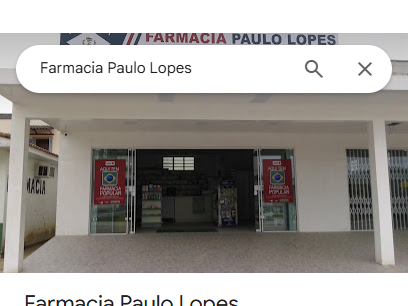 FARMACIA PAULO LOPES
Farmacia Paulo Lopes
MACIA
AQUI TEM
FARMÁCIA
POPULAR
AQUI TEM
FARMÁCIA
POPULAR
Farmacia Paulo Lopes